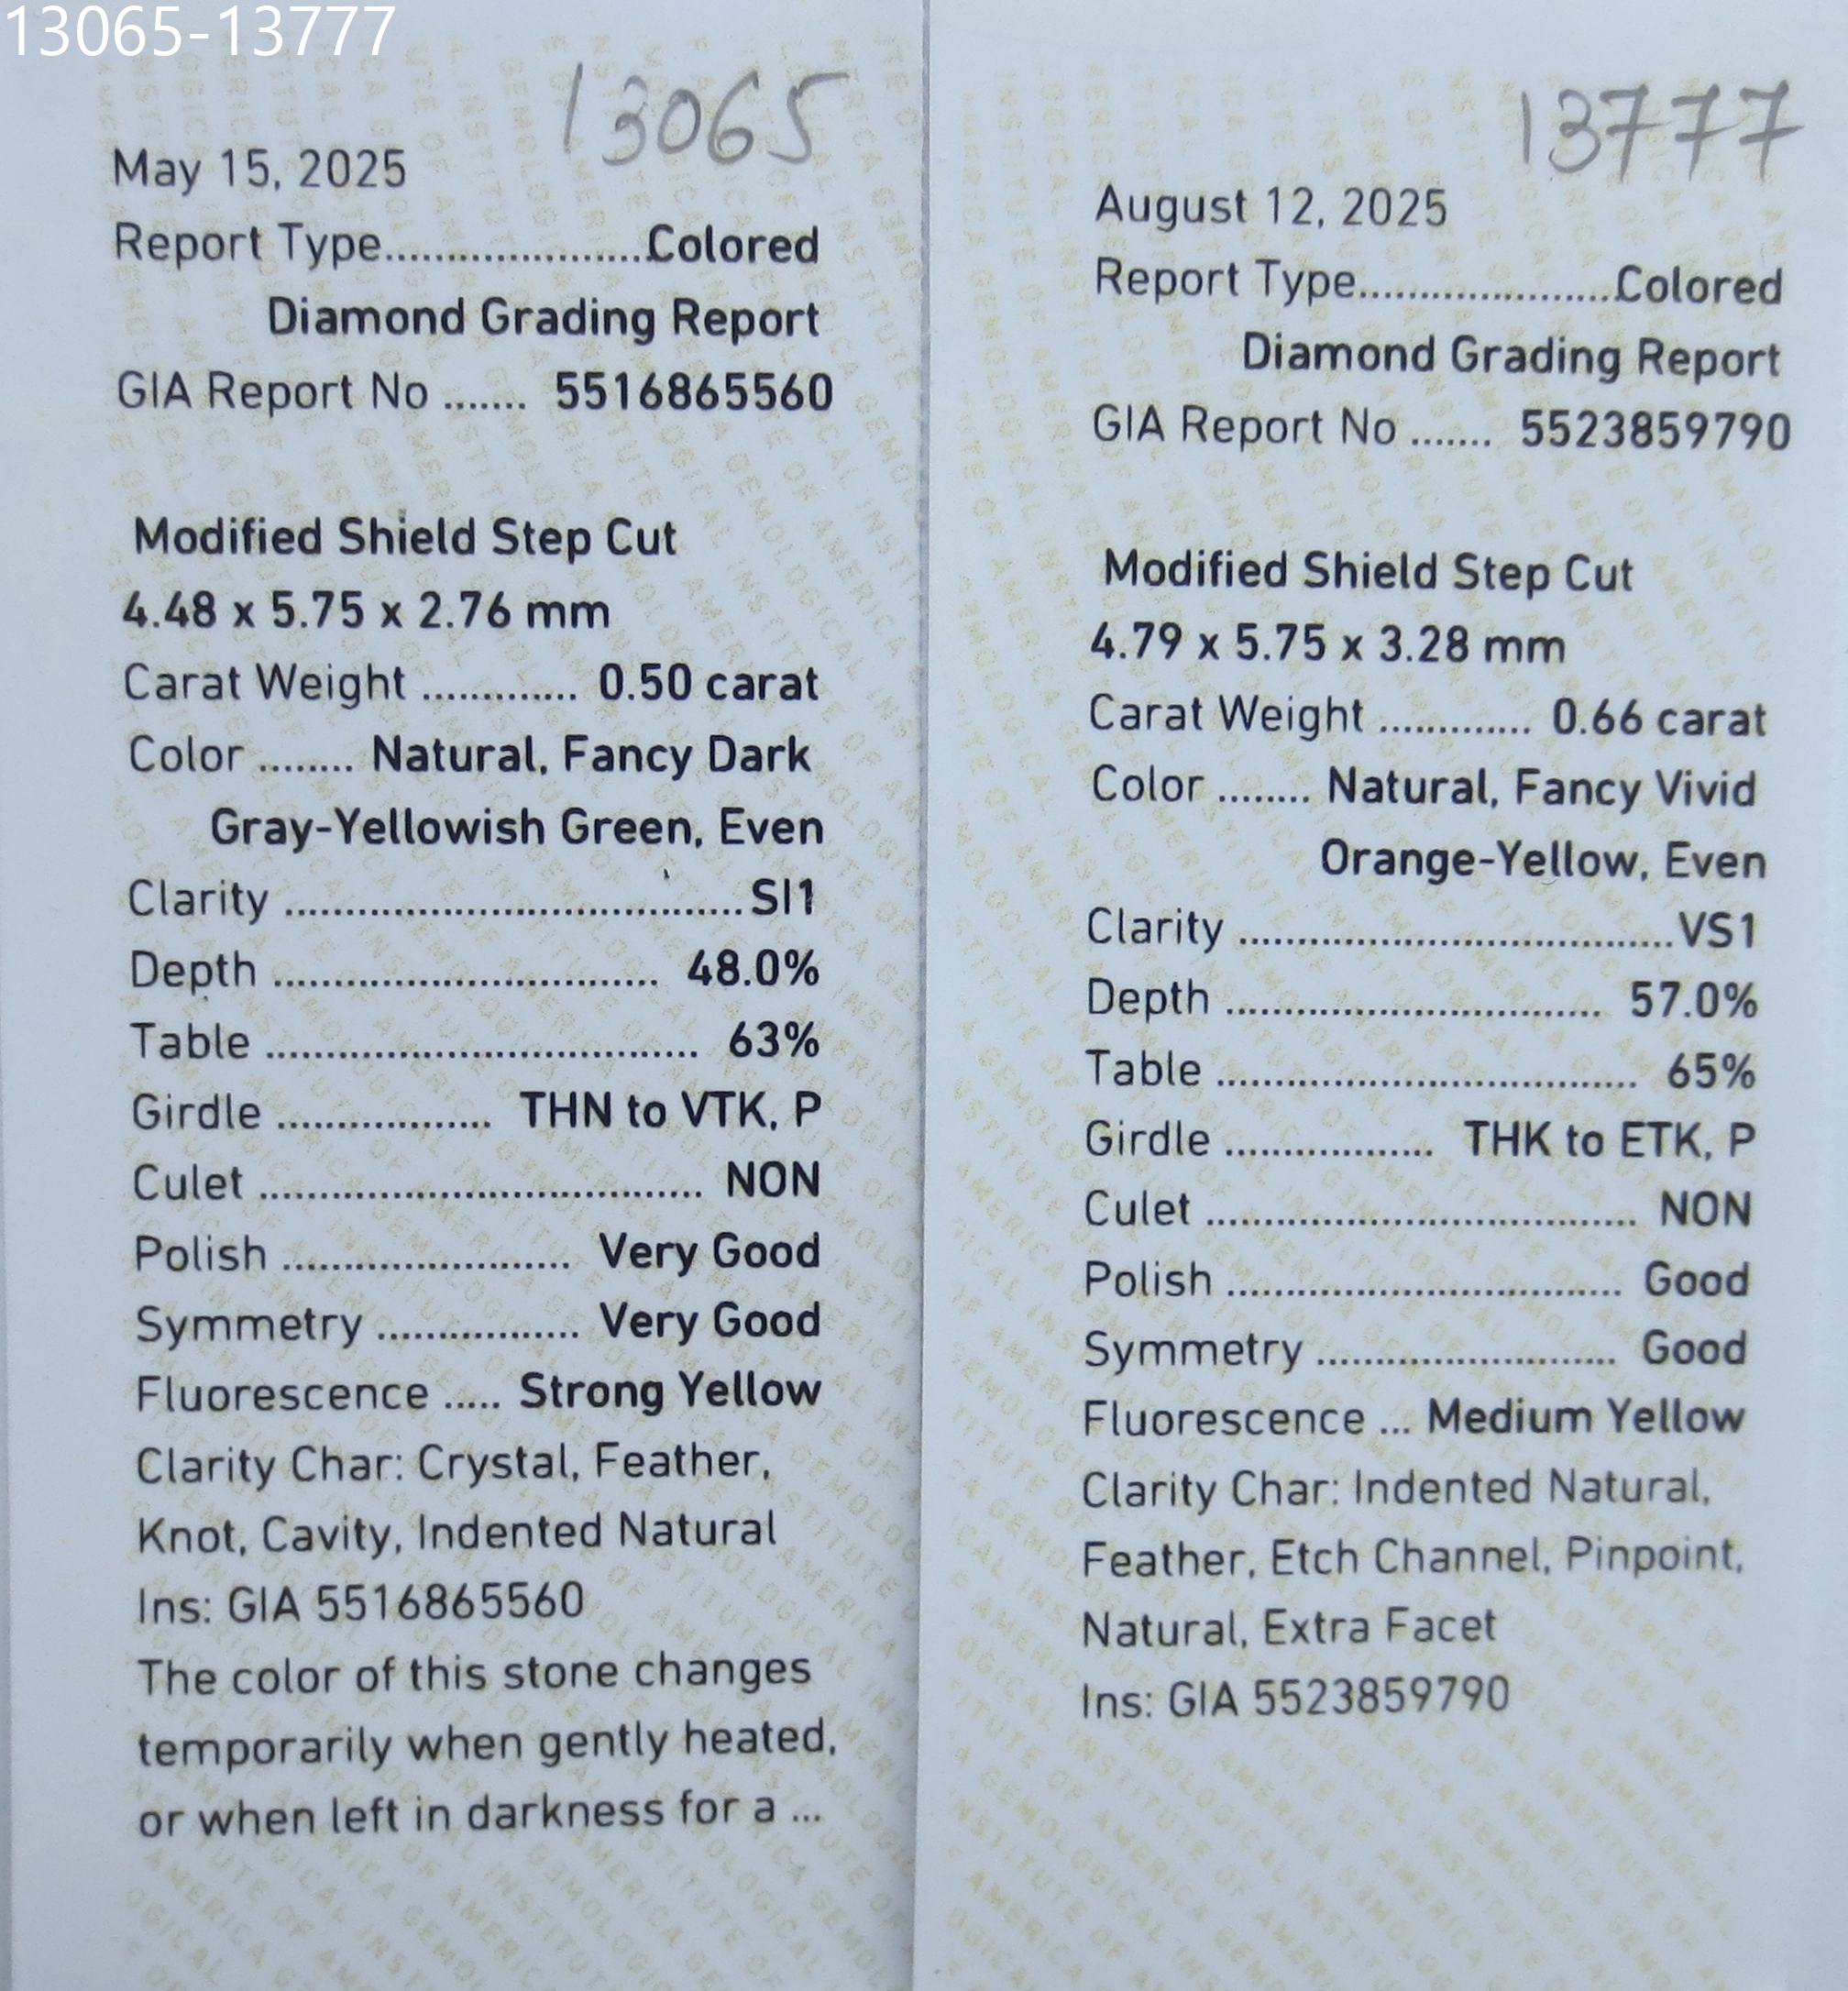 13065-13777
13065
May 15, 2025
Report Type.....................Colored
Diamond Grading Report
GIA Report No ....... 5516865560
Modified Shield Step Cut
4.48 x 5.75 x 2.76 mm
Carat Weight ............. 0.50 carat
Color ........ Natural, Fancy Dark
Gray-Yellowish Green, Even
Clarity ......................................SI1
Depth ................................ 48.0%
Table .................................... 63%
Girdle .................. THN to VTK, P
Culet ..................................... NON
Polish ........................ Very Good
Symmetry ................. Very Good
Fluorescence ..... Strong Yellow
Clarity Char: Crystal, Feather,
Knot, Cavity, Indented Natural
Ins: GIA 5516865560
The color of this stone changes
temporarily when gently heated,
or when left in darkness for a ...
13777
August 12, 2025
Report Type.....................Colored
Diamond Grading Report
GIA Report No ....... 5523859790
Modified Shield Step Cut
4.79 x 5.75 x 3.28 mm
Carat Weight ............. 0.66 carat
Color ........ Natural, Fancy Vivid
Orange-Yellow, Even
Clarity .....................................VS1
Depth ................................ 57.0%
Table .................................... 65%
Girdle .................. THK to ETK, P
Culet ..................................... NON
Polish .................................. Good
Symmetry .......................... Good
Fluorescence ... Medium Yellow
Clarity Char: Indented Natural,
Feather, Etch Channel, Pinpoint,
Natural, Extra Facet
Ins: GIA 5523859790